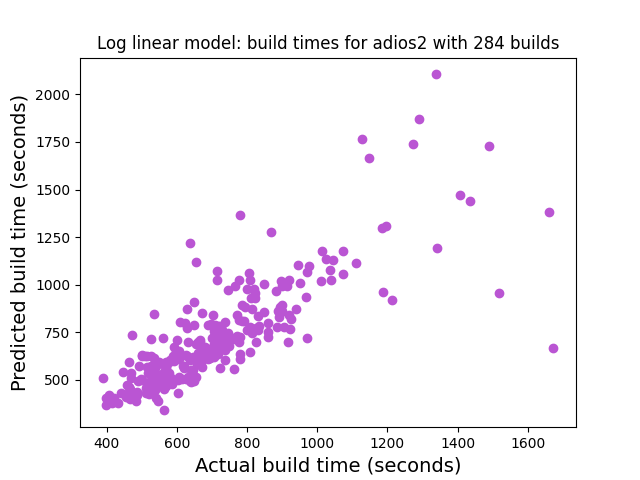 Log linear model: build times for adios2 with 284 builds
Predicted build time (seconds)
2000
1750
1500
1250
1000
750
500
400 600 800 1000 1200 1400 1600
Actual build time (seconds)